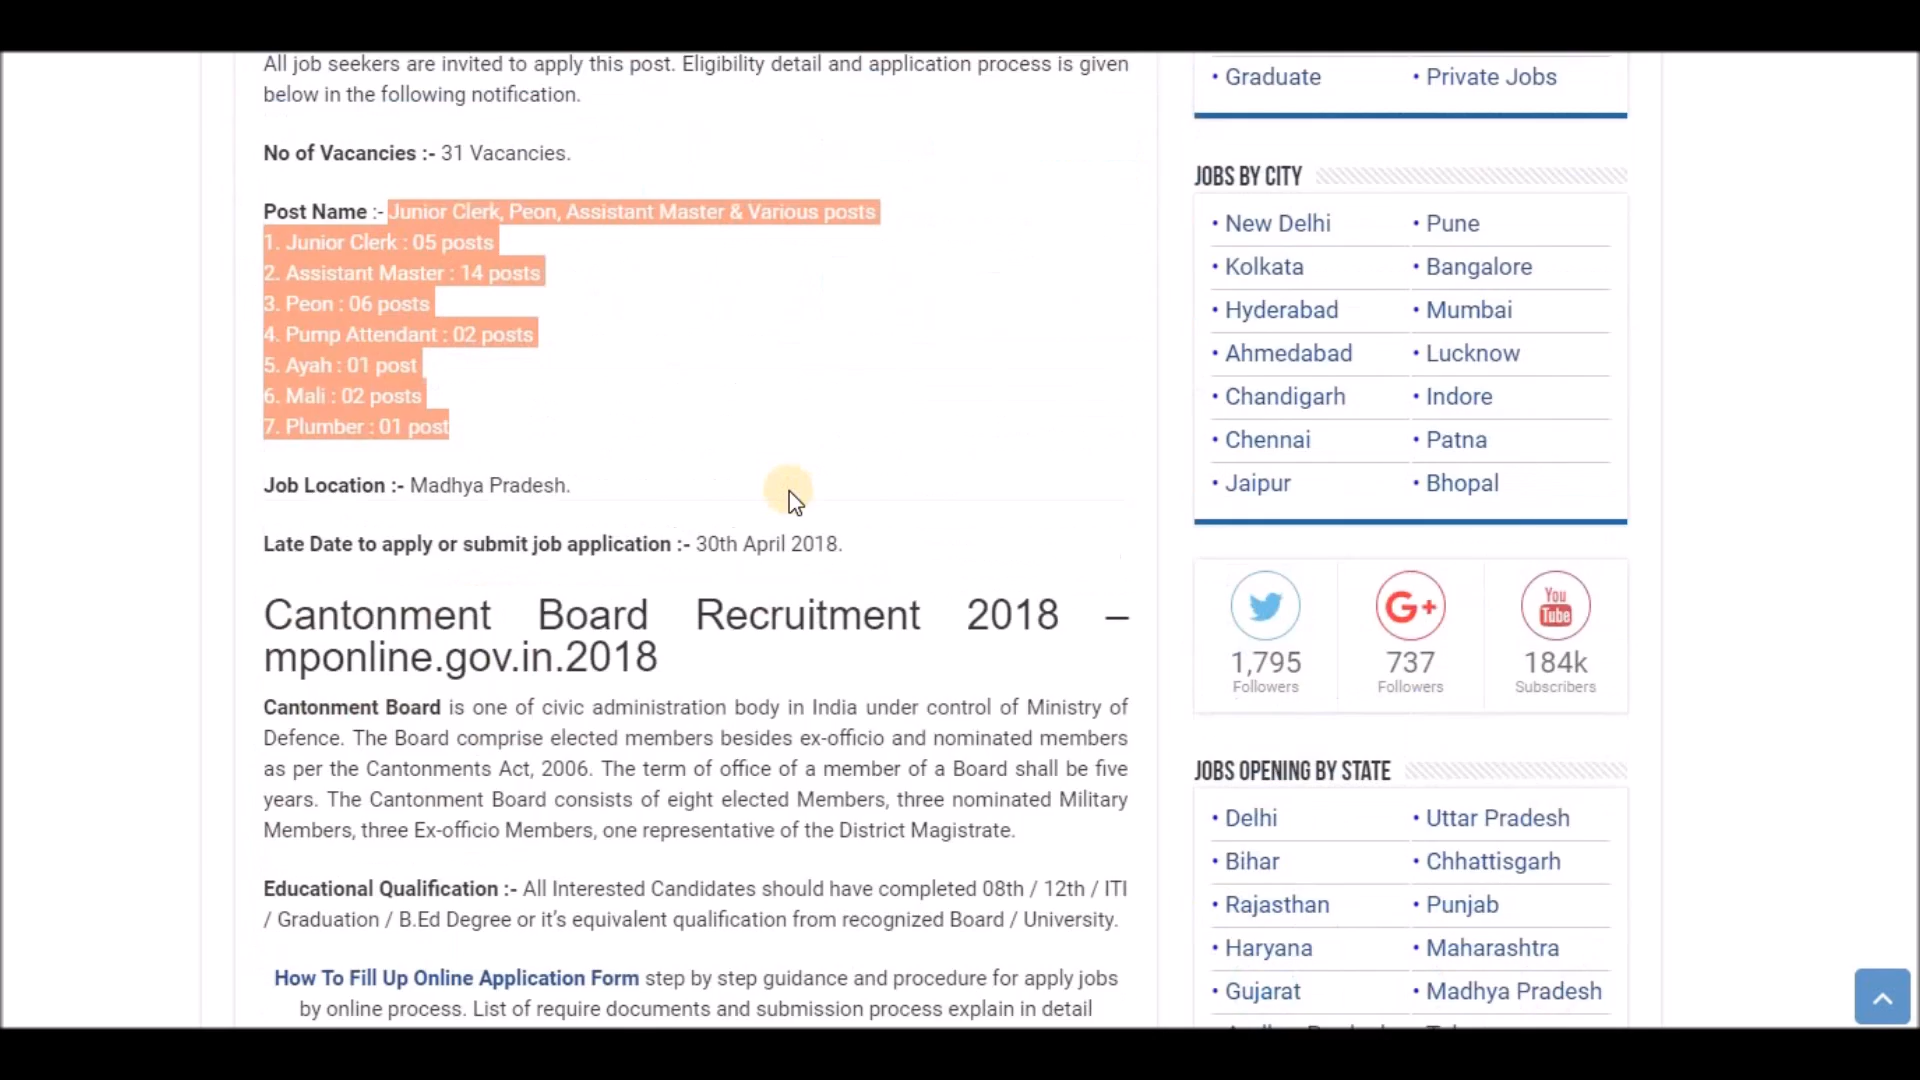 All job seekers are invited to apply this post. Eligibility detail and application process is given
below in the following notification.
No of Vacancies :- 31 Vacancies.
Post Name :- Junior Clerk, Peon, Assistant Master & Various posts
1. Junior Clerk : 05 posts
2. Assistant Master : 14 posts
3. Peon : 06 posts
4. Pump Attendant : 02 posts
5. Ayah : 01 post
6. Mali : 02 posts
7. Plumber : 01 post
Job Location :- Madhya Pradesh.
Late Date to apply or submit job application :- 30th April 2018.
Cantonment Board Recruitment 2018 –
mponline.gov.in.2018
Cantonment Board is one of civic administration body in India under control of Ministry of
Defence. The Board comprise elected members besides ex-officio and nominated members
as per the Cantonments Act, 2006. The term of office of a member of a Board shall be five
years. The Cantonment Board consists of eight elected Members, three nominated Military
Members, three Ex-officio Members, one representative of the District Magistrate.
Educational Qualification :- All Interested Candidates should have completed 08th / 12th / ITI
/ Graduation / B.Ed Degree or it’s equivalent qualification from recognized Board / University.
How To Fill Up Online Application Form step by step guidance and procedure for apply jobs
by online process. List of require documents and submission process explain in detail
• Graduate • Private Jobs
JOBS BY CITY
• New Delhi • Pune
• Kolkata • Bangalore
• Hyderabad • Mumbai
• Ahmedabad • Lucknow
• Chandigarh • Indore
• Chennai • Patna
• Jaipur • Bhopal
G+ You
Tube
1,795 737 184k
Followers Followers Subscribers
JOBS OPENING BY STATE
• Delhi • Uttar Pradesh
• Bihar • Chhattisgarh
• Rajasthan • Punjab
• Haryana • Maharashtra
• Gujarat • Madhya Pradesh